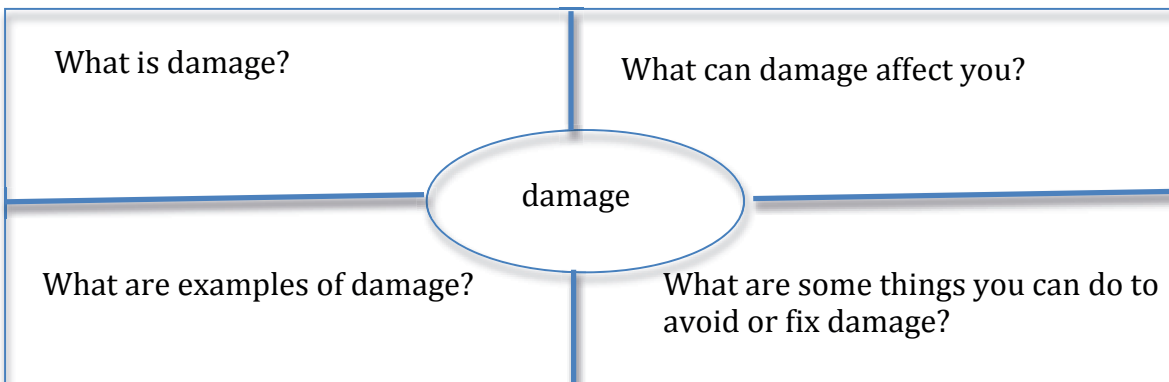 What is damage?
What can damage affect you?
damage
What are examples of damage?
What are some things you can do to
avoid or fix damage?